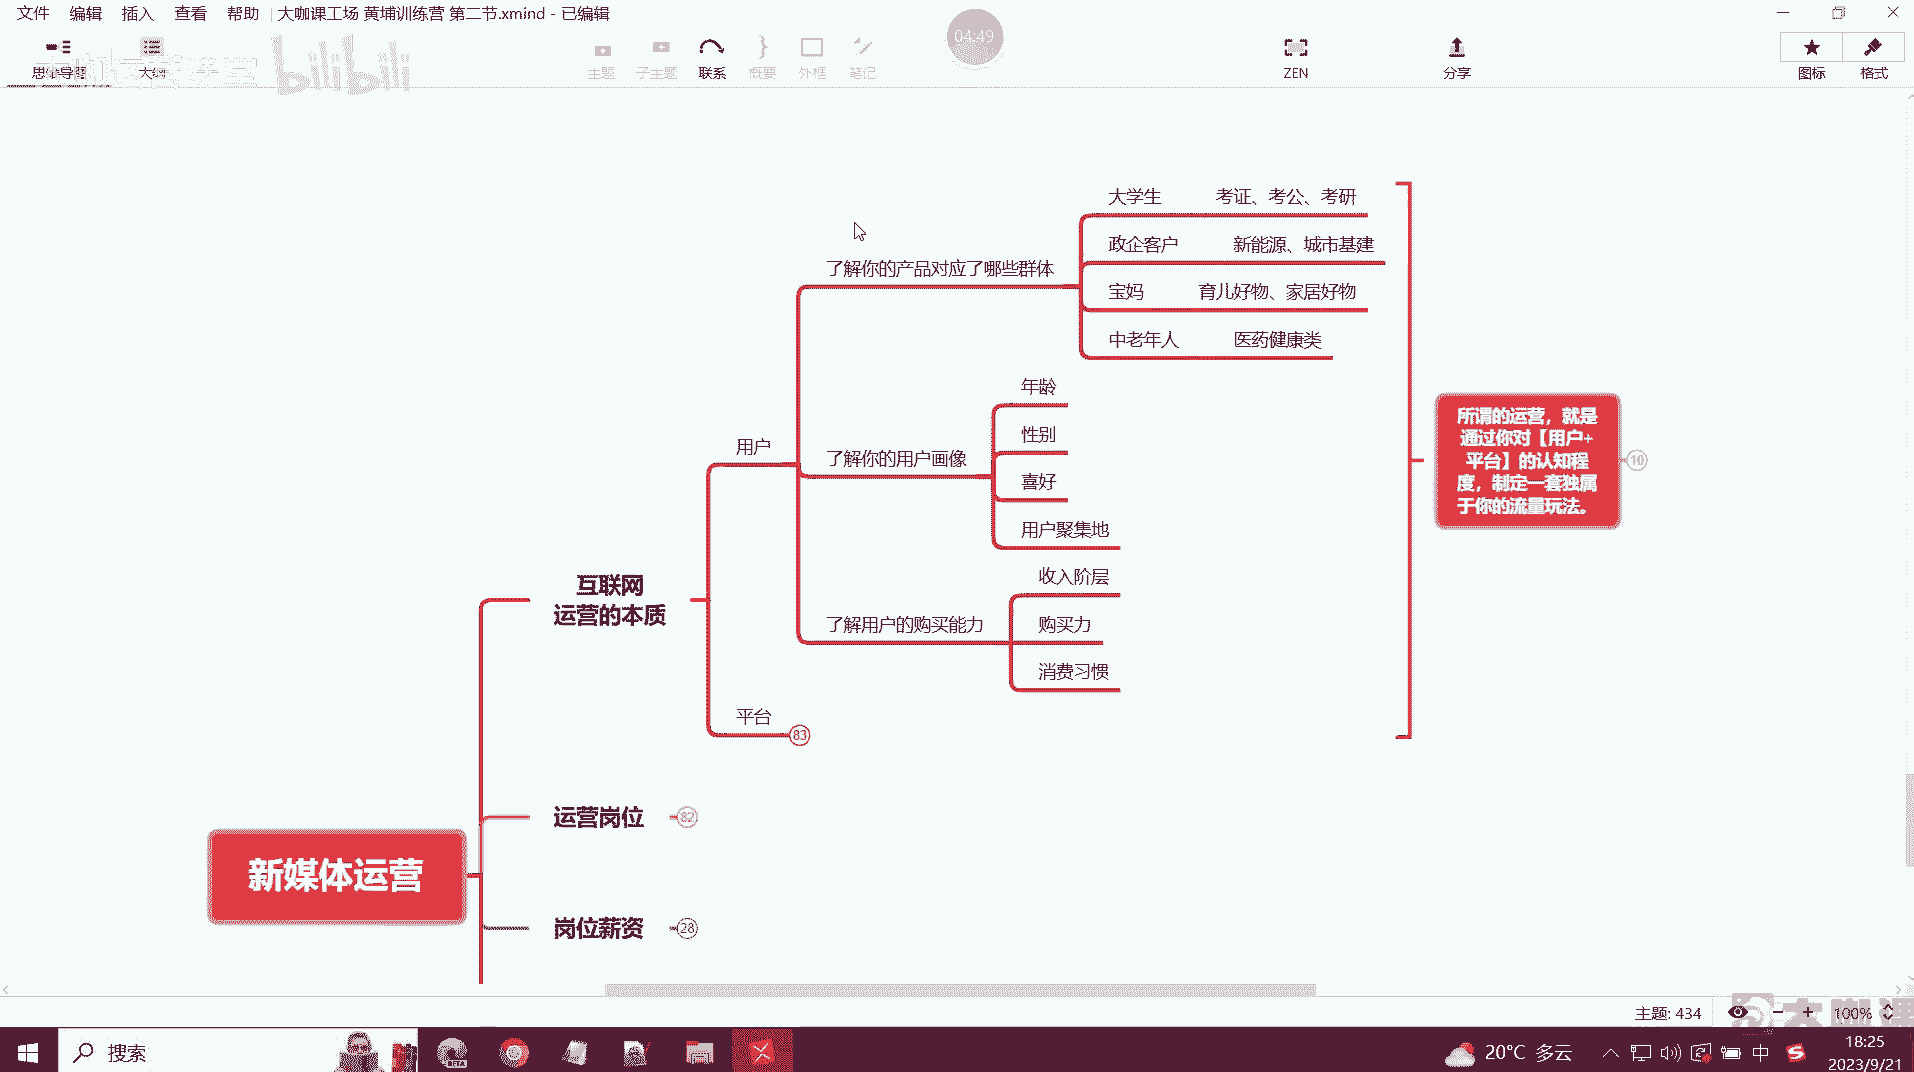 文件 编辑 插入 查看 帮助 大咖课工场 黄埔训练营 第二节.xmind - 已编辑
04:49
bilibili
思维导图 大纲 主题 子主题 联系 概要 外框 笔记 ZEN 分享 图标 格式
大学生 考证、考公、考研
政企客户 新能源、城市基建
了解你的产品对应了哪些群体
宝妈 育儿好物、家居好物
中老年人 医药健康类
年龄
性别
用户
了解你的用户画像
喜好
用户聚集地
收入阶层
了解用户的购买能力
购买力
消费习惯
所谓的运营，就是
通过你对【用户+
平台】的认知程
度，制定一套独属
于你的流量玩法。
10
互联网
运营的本质
平台 83
运营岗位 82
新媒体运营
岗位薪资 28
主题: 434
100%
大咖课
搜索
BETA
20°C 多云
中
18:25
2023/9/21